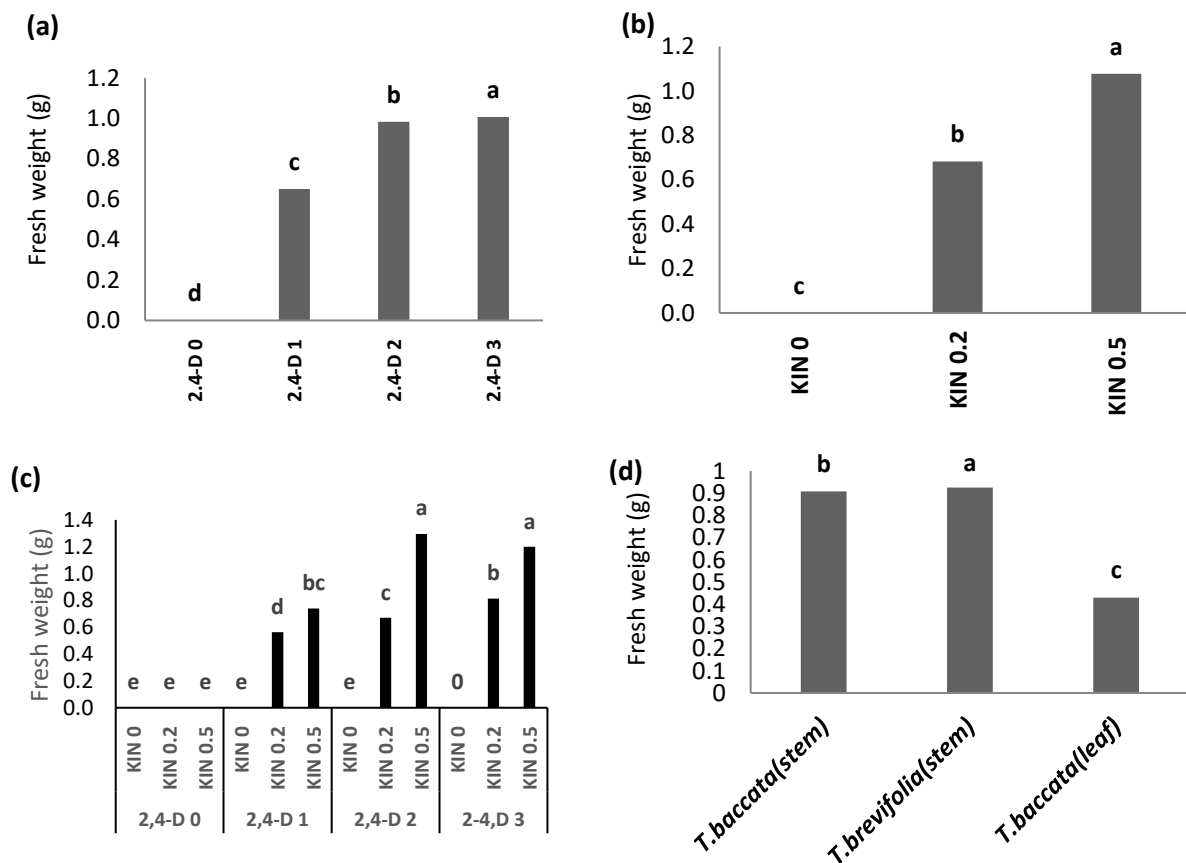 (a)
Fresh weight (g)
1.2
1.0
0.8
0.6
0.4
0.2
0.0
d
c
b
a
2.4-D 0
2.4-D 1
2.4-D 2
2.4-D 3
(b)
Fresh weight (g)
1.2
1.0
0.8
0.6
0.4
0.2
0.0
c
b
a
KIN 0
KIN 0.2
KIN 0.5
(c)
Fresh weight (g)
1.4
1.2
1.0
0.8
0.6
0.4
0.2
0.0
e
e
e
e
d
bc
e
c
a
0
b
a
KIN 0
KIN 0.2
KIN 0.5
KIN 0
KIN 0.2
KIN 0.5
KIN 0
KIN 0.2
KIN 0.5
KIN 0
KIN 0.2
KIN 0.5
2,4-D 0
2,4-D 1
2,4-D 2
2-4,D 3
(d)
Fresh weight (g)
1
0.9
0.8
0.7
0.6
0.5
0.4
0.3
0.2
0.1
0
b
a
c
T.baccata(stem)
T.brevifolia(stem)
T.baccata(leaf)